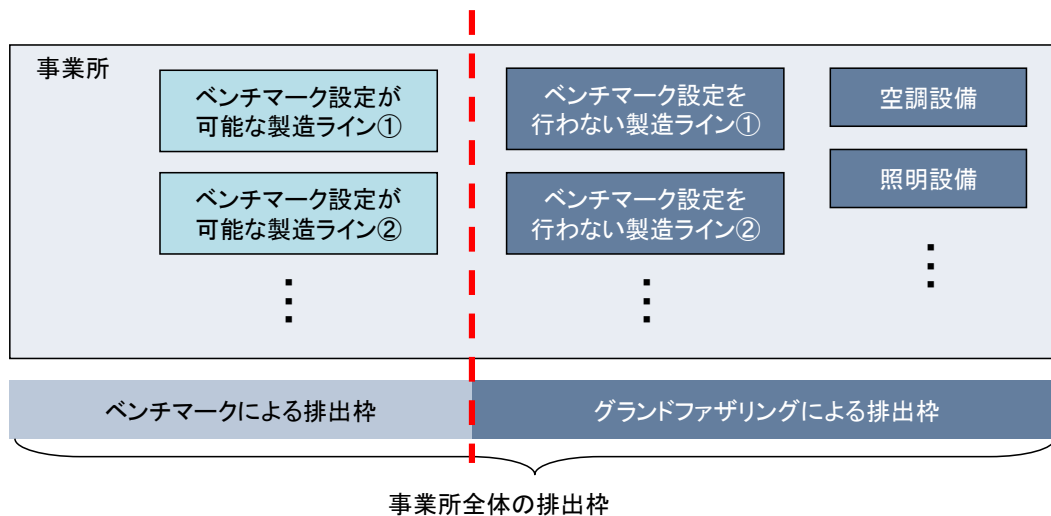 事業所
ベンチマーク設定が
可能な製造ライン①
ベンチマーク設定が
可能な製造ライン②
ベンチマーク設定を
行わない製造ライン①
ベンチマーク設定を
行わない製造ライン②
空調設備
照明設備
ベンチマークによる排出枠
グランドファザリングによる排出枠
事業所全体の排出枠